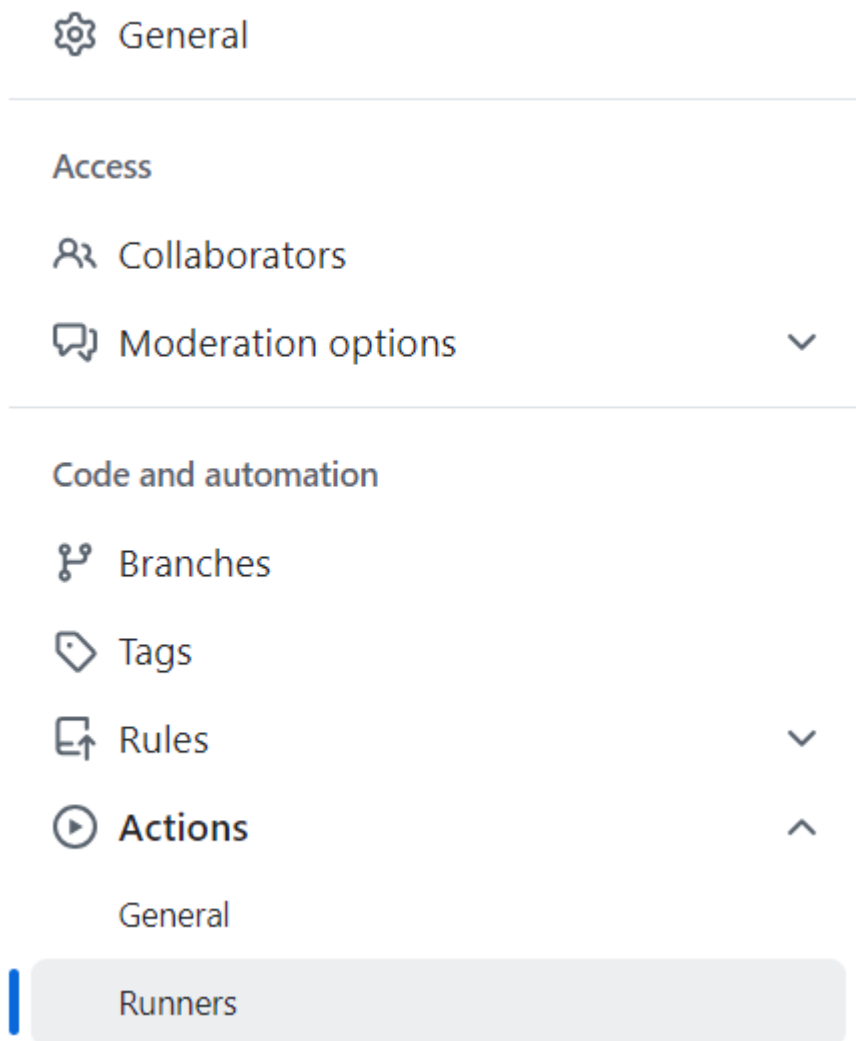 General
Access
Collaborators
Moderation options
Code and automation
Branches
Tags
Rules
Actions
General
Runners